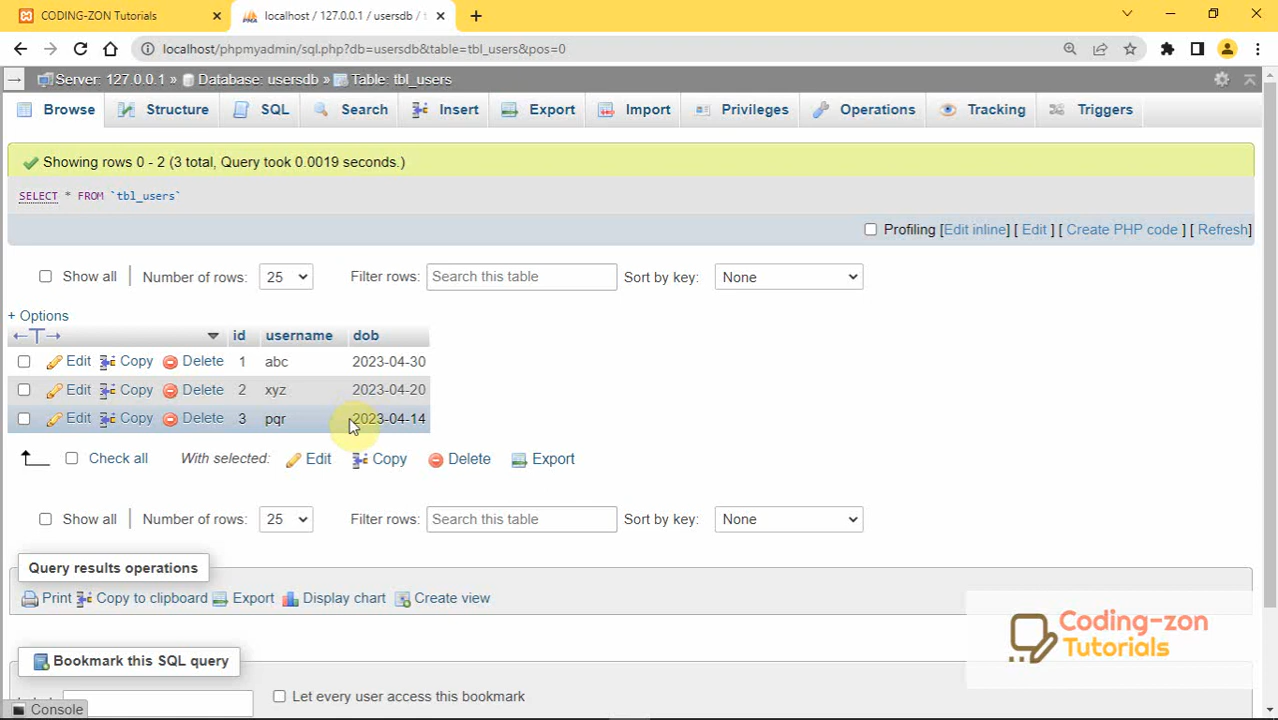 CODING-ZON Tutorials
localhost / 127.0.0.1 / usersdb /
localhost/phpmyadmin/sql.php?db=usersdb&table=tbl_users&pos=0
Server: 127.0.0.1 » Database: usersdb » Table: tbl_users
Browse Structure SQL Search Insert Export Import Privileges Operations Tracking Triggers
Showing rows 0 - 2 (3 total, Query took 0.0019 seconds.)
SELECT * FROM `tbl_users`
Profiling [Edit inline] [ Edit ] [ Create PHP code ] [ Refresh]
Show all Number of rows: 25 Filter rows: Search this table Sort by key: None
+ Options
←T→ id username dob
Edit Copy Delete 1 abc 2023-04-30
Edit Copy Delete 2 xyz 2023-04-20
Edit Copy Delete 3 pqr 2023-04-14
Check all With selected: Edit Copy Delete Export
Show all Number of rows: 25 Filter rows: Search this table Sort by key: None
Query results operations
Print Copy to clipboard Export Display chart Create view
Coding-zon
Tutorials
Bookmark this SQL query
Let every user access this bookmark
Console